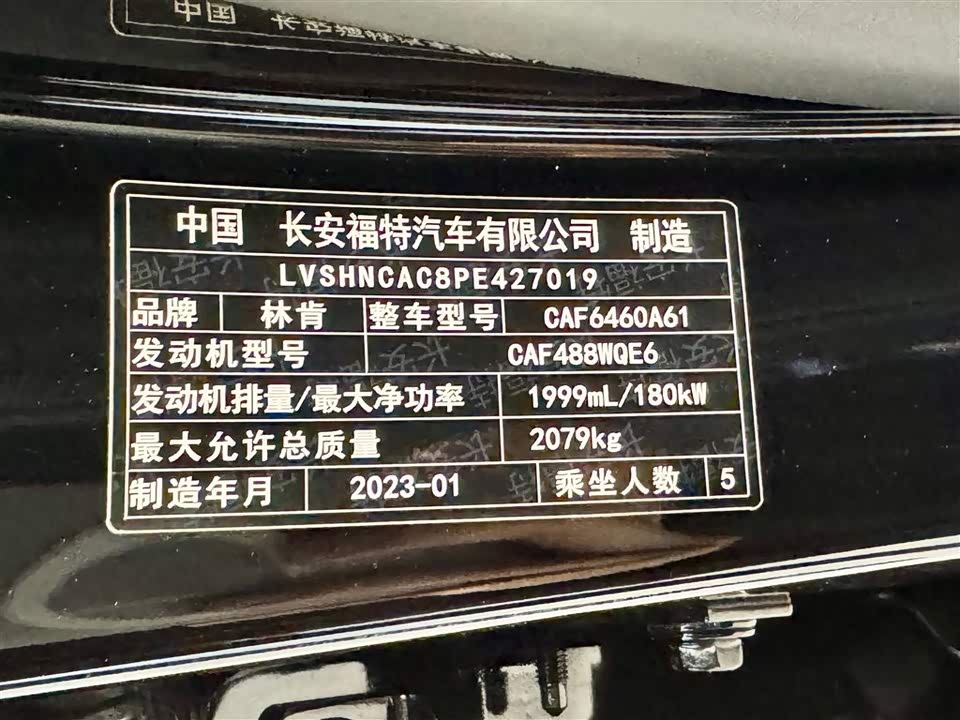 中国
中国 长安福特汽车有限公司 制造
LVSHNCAC8PE427019
品牌 林肯 整车型号 CAF6460A61
发动机型号 CAF488WQE6
发动机排量/最大净功率 1999mL/180kW
最大允许总质量 2079kg
制造年月 2023-01 乘坐人数 5